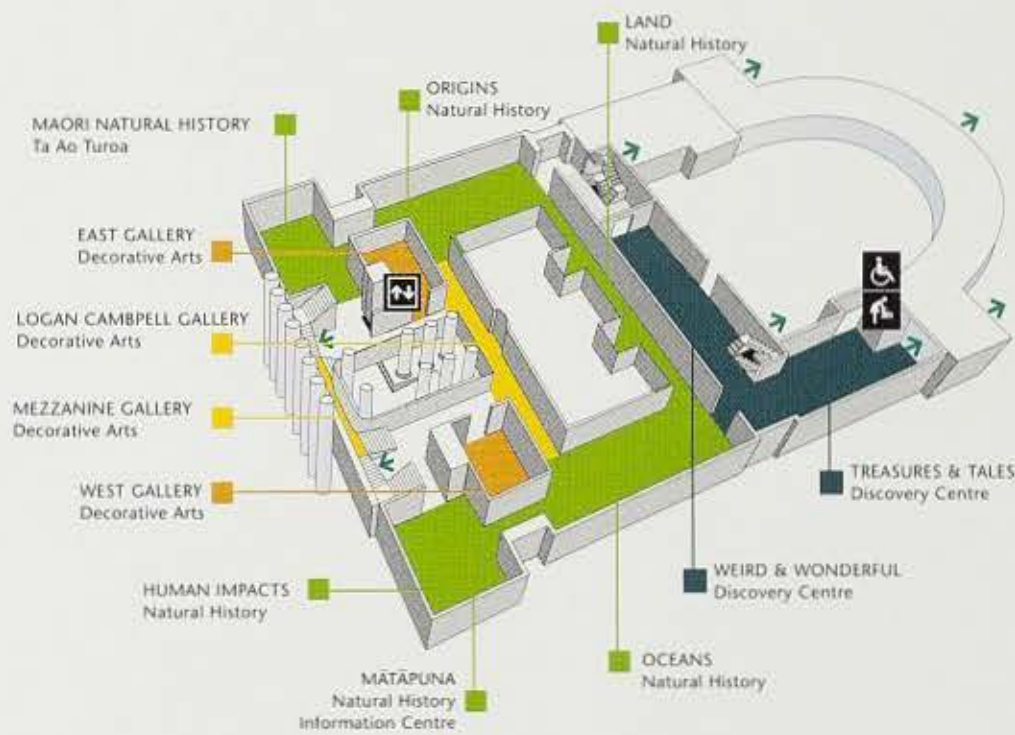 LAND
Natural History
ORIGINS
Natural History
MAORI NATURAL HISTORY
Ta Ao Turoa
EAST GALLERY
Decorative Arts
LOGAN CAMBPELL GALLERY
Decorative Arts
MEZZANINE GALLERY
Decorative Arts
WEST GALLERY
Decorative Arts
TREASURES & TALES
Discovery Centre
WEIRD & WONDERFUL
Discovery Centre
HUMAN IMPACTS
Natural History
OCEANS
Natural History
MĀTĀPUNA
Natural History
Information Centre